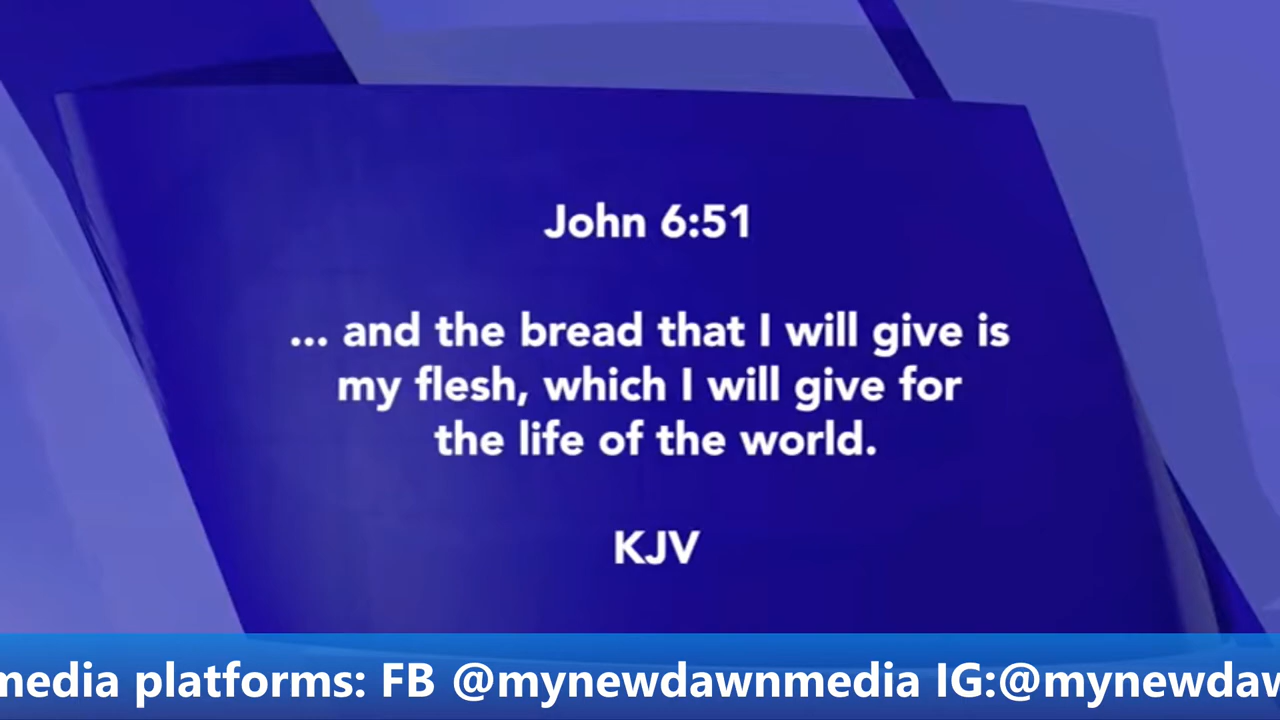 John 6:51
... and the bread that I will give is
my flesh, which I will give for
the life of the world.
KJV
media platforms: FB @mynewdawnmedia IG:@mynewdaw